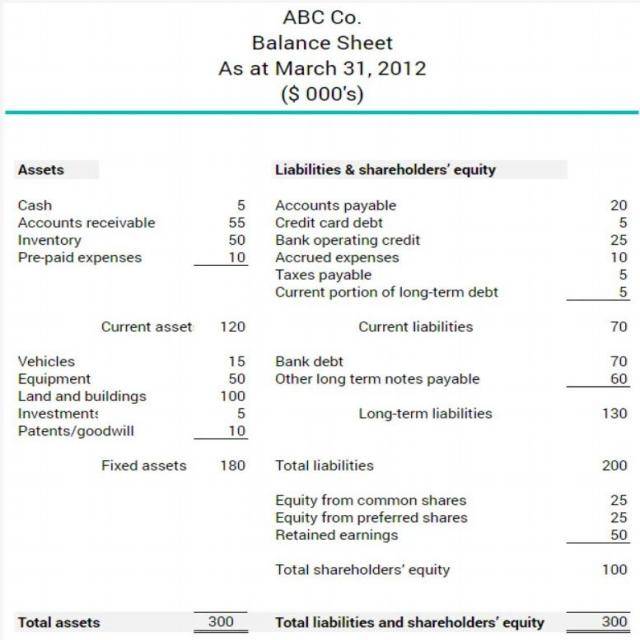 ABC Co.
Balance Sheet
As at March 31, 2012
($ 000's)
Assets Liabilities & shareholders' equity
Cash 5 Accounts payable 20
Accounts receivable 55 Credit card debt 5
Inventory 50 Bank operating credit 25
Pre-paid expenses 10 Accrued expenses 10
Taxes payable 5
Current portion of long-term debt 5
Current asset 120 Current liabilities 70
Vehicles 15 Bank debt 70
Equipment 50 Other long term notes payable 60
Land and buildings 100
Investments 5 Long-term liabilities 130
Patents/goodwill 10
Fixed assets 180 Total liabilities 200
Equity from common shares 25
Equity from preferred shares 25
Retained earnings 50
Total shareholders' equity 100
Total assets 300 Total liabilities and shareholders' equity 300